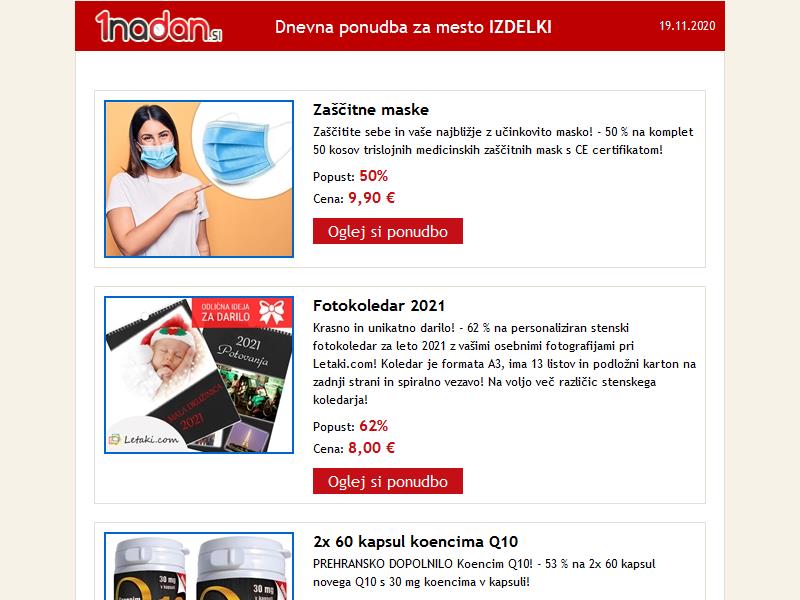 1nadan.si
Dnevna ponudba za mesto IZDELKI
19.11.2020
Zaščitne maske
Zaščitite sebe in vaše najbližje z učinkovito masko! - 50 % na komplet
50 kosov trislojnih medicinskih zaščitnih mask s CE certifikatom!
Popust: 50%
Cena: 9,90 €
Oglej si ponudbo
ODLIČNA IDEJA
ZA DARILO
2021
Potovanja
MALA DRUŽINICA
2021
Letaki.com
Fotokoledar 2021
Krasno in unikatno darilo! - 62 % na personaliziran stenski
fotokoledar za leto 2021 z vašimi osebnimi fotografijami pri
Letaki.com! Koledar je formata A3, ima 13 listov in podložni karton na
zadnji strani in spiralno vezavo! Na voljo več različic stenskega
koledarja!
Popust: 62%
Cena: 8,00 €
Oglej si ponudbo
30 mg
30 mg
2x 60 kapsul koencima Q10
PREHRANSKO DOPOLNILO Koencim Q10! - 53 % na 2x 60 kapsul
novega Q10 s 30 mg koencima v kapsuli!